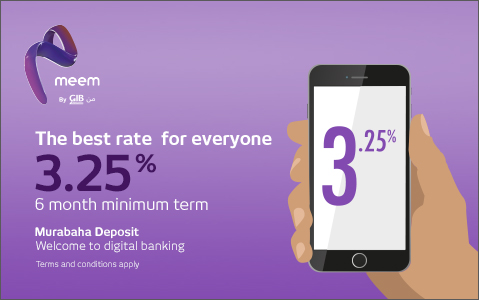 meem
By GIB من
The best rate for everyone
3.25%
6 month minimum term
Murabaha Deposit
Welcome to digital banking
Terms and conditions apply
3.25%